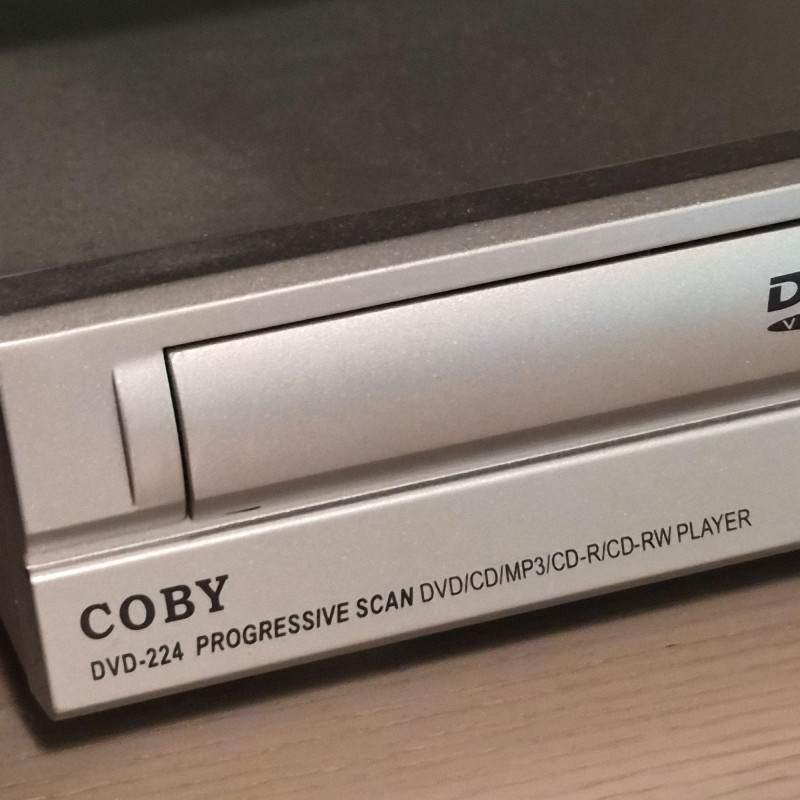 COBY
DVD-224 PROGRESSIVE SCAN DVD/CD/MP3/CD-R/CD-RW PLAYER